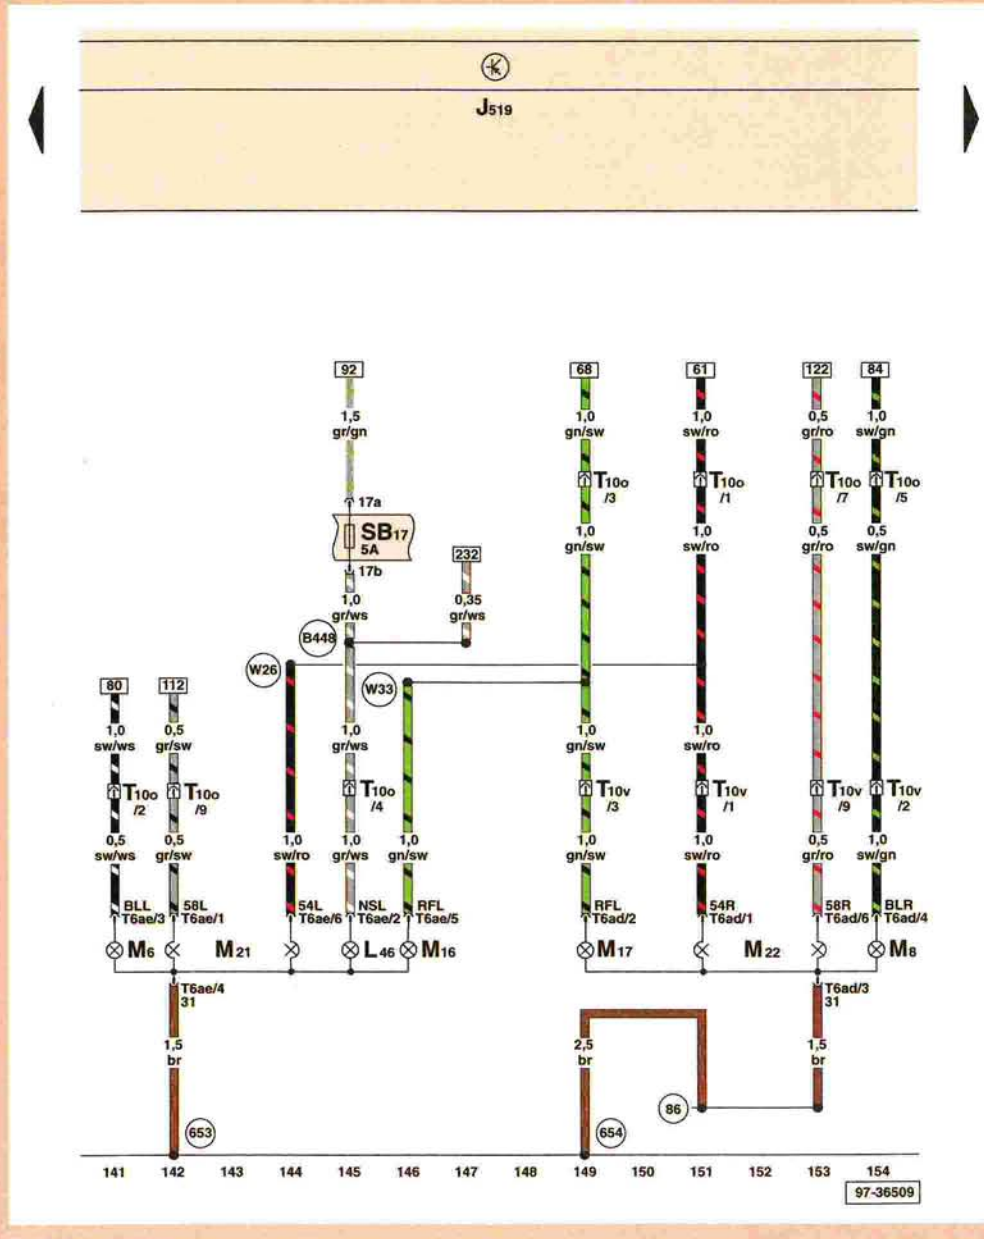 J519
92
68
61
122
84
1,5
gr/gn
1,0
gn/sw
1,0
sw/ro
0,5
gr/ro
1,0
sw/gn
17a
T10o
/3
T10o
/1
T10o
/7
T10o
/5
SB17
5A
1,0
gn/sw
1,0
sw/ro
0,5
gr/ro
0,5
sw/gn
17b
232
1,0
gr/ws
0,35
gr/ws
B448
W26
W33
80
112
1,0
sw/ws
0,5
gr/sw
1,0
gr/ws
1,0
gn/sw
1,0
sw/ro
T10o
/2
T10o
/9
T10o
/4
T10v
/3
T10v
/1
T10v
/9
T10v
/2
0,5
sw/ws
0,5
gr/sw
1,0
sw/ro
1,0
gr/ws
1,0
gn/sw
1,0
gn/sw
1,0
sw/ro
0,5
gr/ro
1,0
sw/gn
BLL
T6ae/3
58L
T6ae/1
54L
T6ae/6
NSL
T6ae/2
RFL
T6ae/5
RFL
T6ad/2
54R
T6ad/1
58R
T6ad/6
BLR
T6ad/4
M6
M21
L46
M16
M17
M22
M8
T6ae/4
31
T6ad/3
31
1,5
br
2,5
br
1,5
br
86
653
654
141 142 143 144 145 146 147 148 149 150 151 152 153 154
97-36509